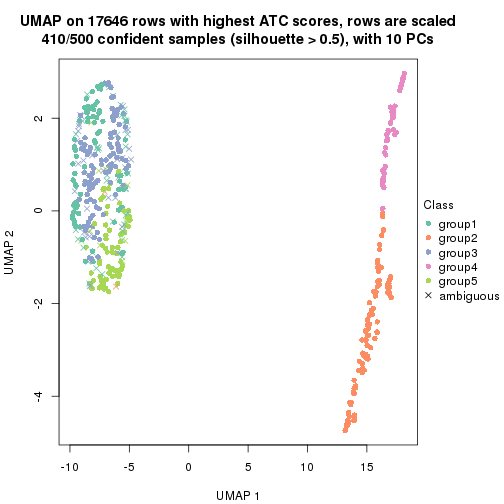 UMAP on 17646 rows with highest ATC scores, rows are scaled
410/500 confident samples (silhouette > 0.5), with 10 PCs
2
0
-2
-4
UMAP 2
-10
-5
0
5
10
15
UMAP 1
Class
group1
group2
group3
group4
group5
ambiguous